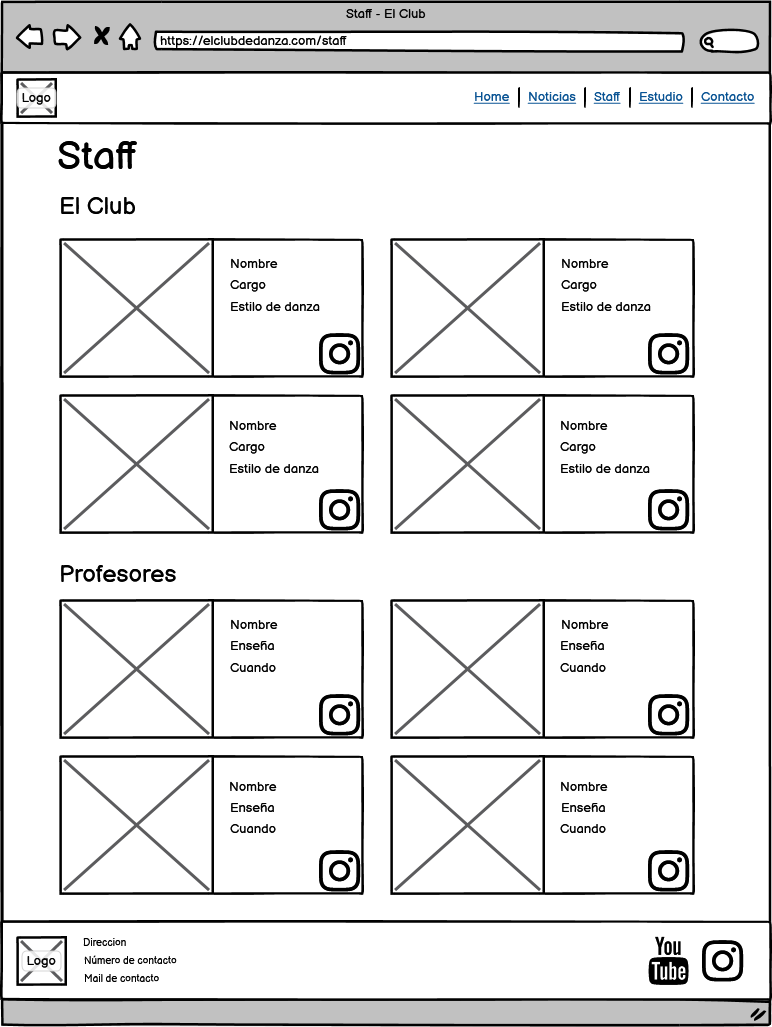 Staff - El Club
https://elclubdedanza.com/staff
Logo
Home Noticias Staff Estudio Contacto
Staff
El Club
Nombre
Cargo
Estilo de danza
Nombre
Cargo
Estilo de danza
Nombre
Cargo
Estilo de danza
Nombre
Cargo
Estilo de danza
Profesores
Nombre
Enseña
Cuando
Nombre
Enseña
Cuando
Nombre
Enseña
Cuando
Nombre
Enseña
Cuando
Logo
Direccion
Número de contacto
Mail de contacto
You
Tube